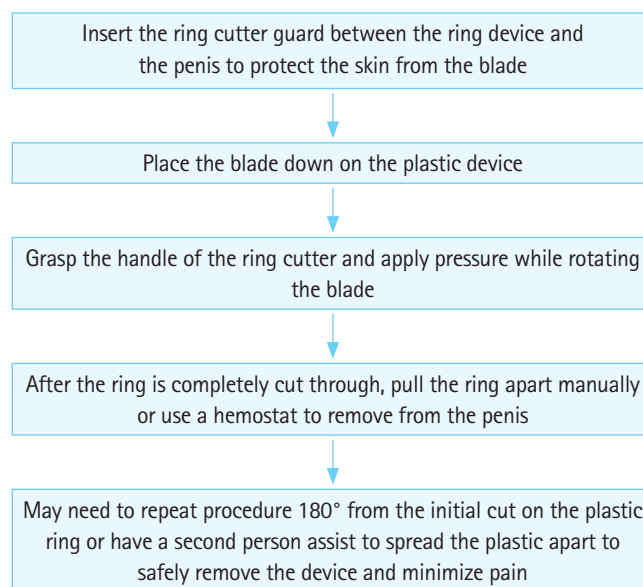 Insert the ring cutter guard between the ring device and
the penis to protect the skin from the blade
Place the blade down on the plastic device
Grasp the handle of the ring cutter and apply pressure while rotating
the blade
After the ring is completely cut through, pull the ring apart manually
or use a hemostat to remove from the penis
May need to repeat procedure 180° from the initial cut on the plastic
ring or have a second person assist to spread the plastic apart to
safely remove the device and minimize pain